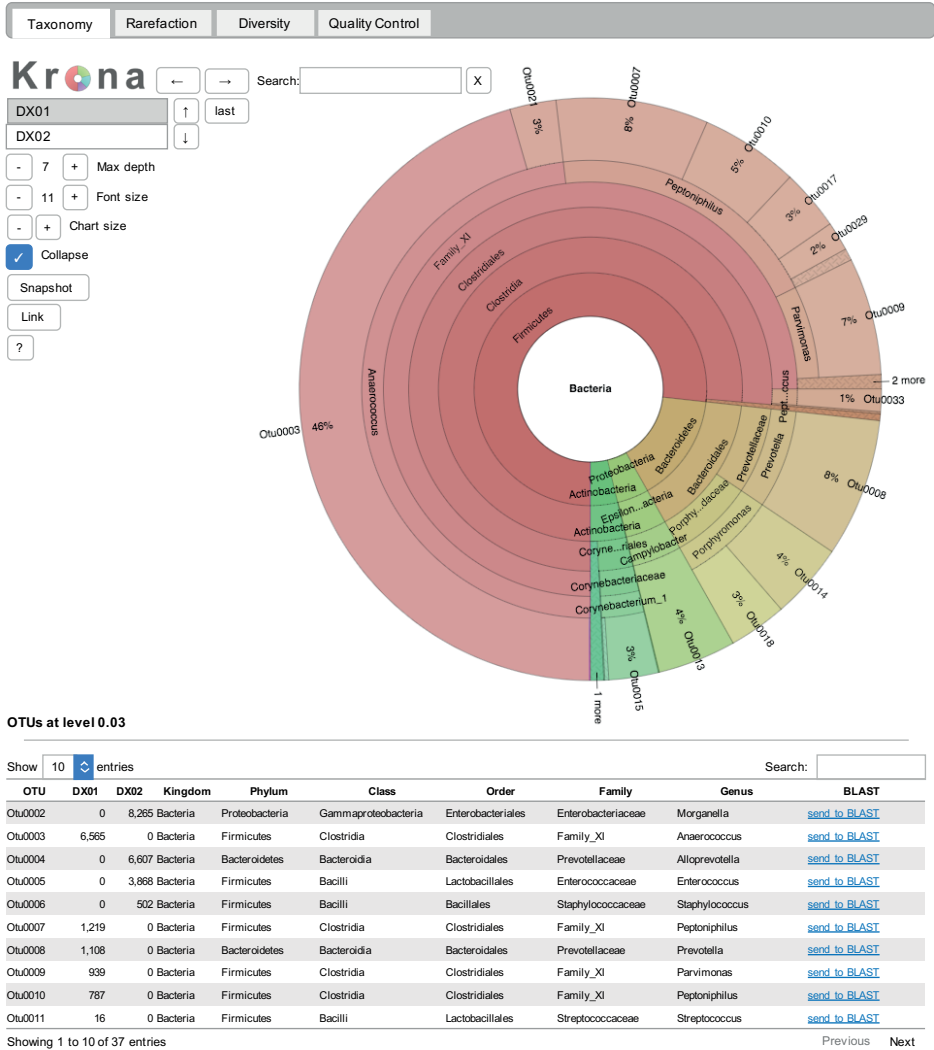 Taxonomy Rarefaction Diversity Quality Control
Krona ← → Search: X
DX01 ↑ last
DX02 ↓
- 7 + Max depth
- 11 + Font size
- + Chart size
✓ Collapse
Snapshot
Link
?
Otu0021 3%
8% Otu0007
5% Otu0010
3% Otu0017
2% Otu0029
7% Otu0009
2 more
1% Otu0033
8% Otu0008
4% Otu0014
3% Otu0018
4% Otu0013
3% Otu0015
1 more
Otu0003 46%
Peptoniphilus
Parvimonas
Pept...ccus
Anaerococcus
Family_XI
Clostridiales
Clostridia
Firmicutes
Bacteria
Bacteroidetes
Bacteroidales
Prevotellaceae
Prevotella
Porphy...daceae
Porphyromonas
Proteobacteria
Epsilon...acteria
Campylobacter
Actinobacteria
Actinobacteria
Coryne...riales
Corynebacteriaceae
Corynebacterium_1
OTUs at level 0.03
Show 10 entries Search:
OTU DX01 DX02 Kingdom Phylum Class Order Family Genus BLAST
Otu0002 0 8,265 Bacteria Proteobacteria Gammaproteobacteria Enterobacteriales Enterobacteriaceae Morganella send to BLAST
Otu0003 6,565 0 Bacteria Firmicutes Clostridia Clostridiales Family_XI Anaerococcus send to BLAST
Otu0004 0 6,607 Bacteria Bacteroidetes Bacteroidia Bacteroidales Prevotellaceae Alloprevotella send to BLAST
Otu0005 0 3,868 Bacteria Firmicutes Bacilli Lactobacillales Enterococcaceae Enterococcus send to BLAST
Otu0006 0 502 Bacteria Firmicutes Bacilli Bacillales Staphylococcaceae Staphylococcus send to BLAST
Otu0007 1,219 0 Bacteria Firmicutes Clostridia Clostridiales Family_XI Peptoniphilus send to BLAST
Otu0008 1,108 0 Bacteria Bacteroidetes Bacteroidia Bacteroidales Prevotellaceae Prevotella send to BLAST
Otu0009 939 0 Bacteria Firmicutes Clostridia Clostridiales Family_XI Parvimonas send to BLAST
Otu0010 787 0 Bacteria Firmicutes Clostridia Clostridiales Family_XI Peptoniphilus send to BLAST
Otu0011 16 0 Bacteria Firmicutes Bacilli Lactobacillales Streptococcaceae Streptococcus send to BLAST
Showing 1 to 10 of 37 entries Previous Next